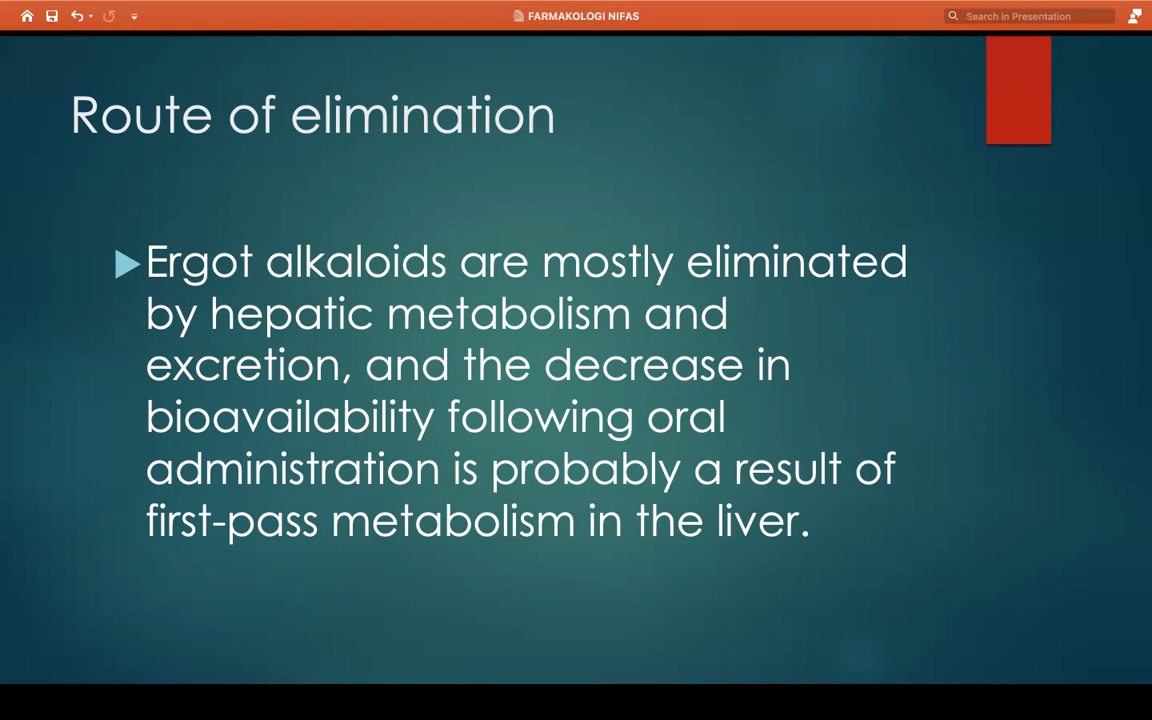 FARMAKOLOGI NIFAS
Search in Presentation
Route of elimination
Ergot alkaloids are mostly eliminated
by hepatic metabolism and
excretion, and the decrease in
bioavailability following oral
administration is probably a result of
first-pass metabolism in the liver.